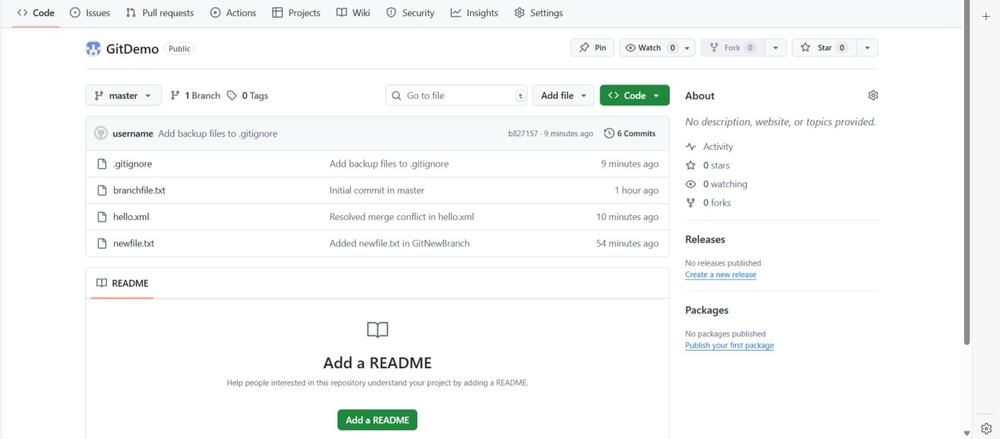 Code Issues Pull requests Actions Projects Wiki Security Insights Settings
GitDemo Public Pin Watch 0 Fork 0 Star 0
master 1 Branch 0 Tags Go to file t Add file Code
username Add backup files to .gitignore b827157 · 9 minutes ago 6 Commits
.gitignore Add backup files to .gitignore 9 minutes ago
branchfile.txt Initial commit in master 1 hour ago
hello.xml Resolved merge conflict in hello.xml 10 minutes ago
newfile.txt Added newfile.txt in GitNewBranch 54 minutes ago
README
Add a README
Help people interested in this repository understand your project by adding a README.
Add a README
About
No description, website, or topics provided.
Activity
0 stars
0 watching
0 forks
Releases
No releases published
Create a new release
Packages
No packages published
Publish your first package